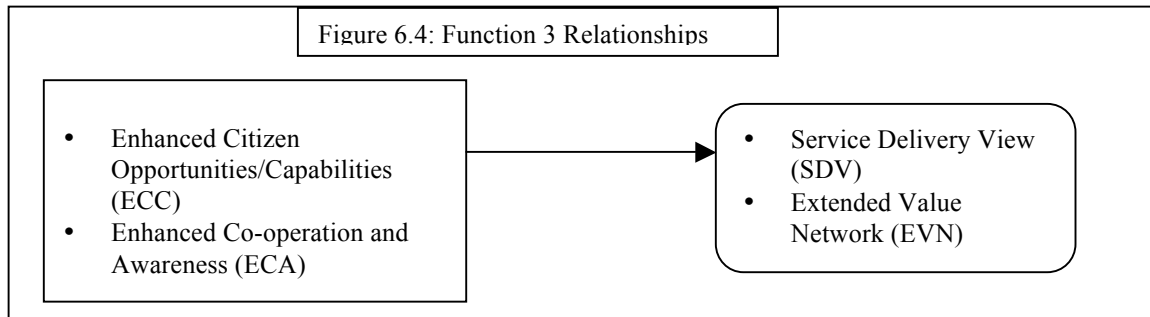 Figure 6.4: Function 3 Relationships
• Enhanced Citizen
Opportunities/Capabilities
(ECC)
• Enhanced Co-operation and
Awareness (ECA)
• Service Delivery View
(SDV)
• Extended Value
Network (EVN)